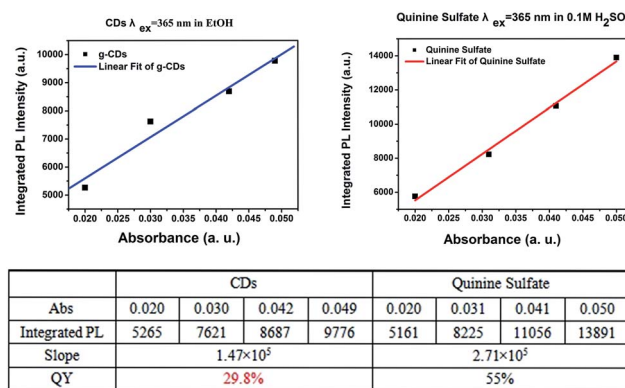 CDs λ ex=365 nm in EtOH
g-CDs
Linear Fit of g-CDs
Integrated PL Intensity (a.u.)
10000
9000
8000
7000
6000
5000
0.020 0.025 0.030 0.035 0.040 0.045 0.050
Absorbance (a. u.)
Quinine Sulfate λ ex=365 nm in 0.1M H2SO
Quinine Sulfate
Linear Fit of Quinine Sulfate
Integrated PL Intensity (a.u.)
14000
12000
10000
8000
6000
0.020 0.025 0.030 0.035 0.040 0.045 0.050
Absorbance (a. u.)
CDs Quinine Sulfate
Abs 0.020 0.030 0.042 0.049 0.020 0.031 0.041 0.050
Integrated PL 5265 7621 8687 9776 5161 8225 11056 13891
Slope 1.47×10⁵ 2.71×10⁵
QY 29.8% 55%